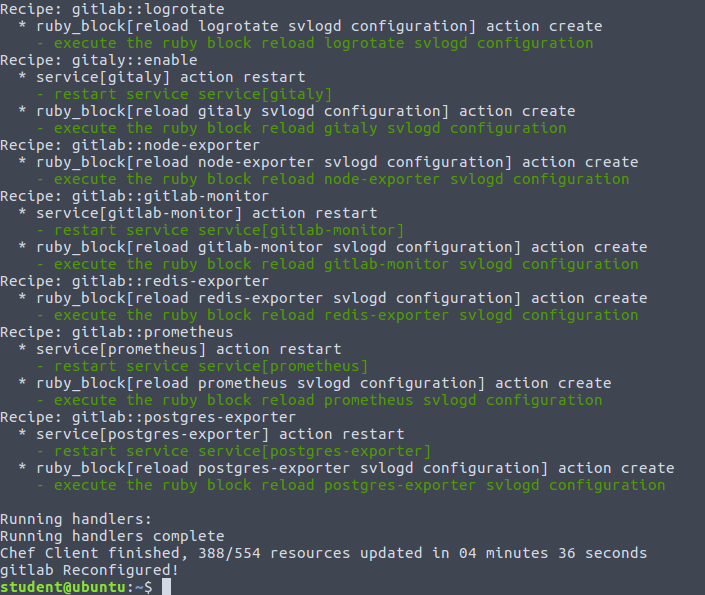 Recipe: gitlab::logrotate
  * ruby_block[reload logrotate svlogd configuration] action create
    - execute the ruby block reload logrotate svlogd configuration
Recipe: gitaly::enable
  * service[gitaly] action restart
    - restart service service[gitaly]
  * ruby_block[reload gitaly svlogd configuration] action create
    - execute the ruby block reload gitaly svlogd configuration
Recipe: gitlab::node-exporter
  * ruby_block[reload node-exporter svlogd configuration] action create
    - execute the ruby block reload node-exporter svlogd configuration
Recipe: gitlab::gitlab-monitor
  * service[gitlab-monitor] action restart
    - restart service service[gitlab-monitor]
  * ruby_block[reload gitlab-monitor svlogd configuration] action create
    - execute the ruby block reload gitlab-monitor svlogd configuration
Recipe: gitlab::redis-exporter
  * ruby_block[reload redis-exporter svlogd configuration] action create
    - execute the ruby block reload redis-exporter svlogd configuration
Recipe: gitlab::prometheus
  * service[prometheus] action restart
    - restart service service[prometheus]
  * ruby_block[reload prometheus svlogd configuration] action create
    - execute the ruby block reload prometheus svlogd configuration
Recipe: gitlab::postgres-exporter
  * service[postgres-exporter] action restart
    - restart service service[postgres-exporter]
  * ruby_block[reload postgres-exporter svlogd configuration] action create
    - execute the ruby block reload postgres-exporter svlogd configuration

Running handlers:
Running handlers complete
Chef Client finished, 388/554 resources updated in 04 minutes 36 seconds
gitlab Reconfigured!
student@ubuntu:~$